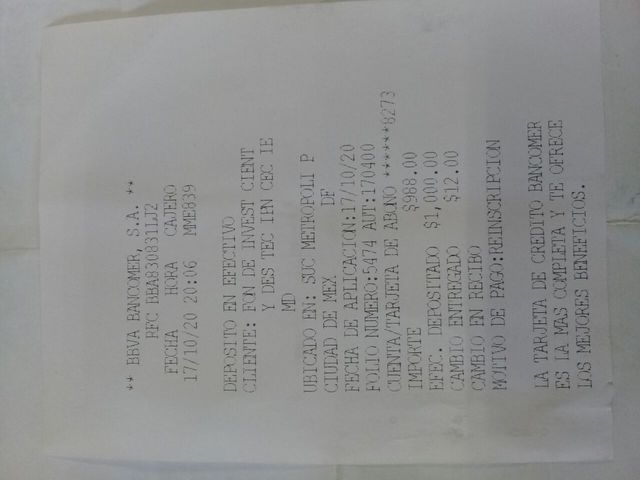 ** BBVA BANCOMER, S.A. **
RFC BBA830831LJ2
FECHA HORA CAJERO
17/10/20 20:06 MME839
DEPOSITO EN EFECTIVO
CLIENTE: FON DE INVEST CIENT
Y DES TEC IPN CEC IE
MD
UBICADO EN: SUC METROPOLI P
CIUDAD DE MEX DF
FECHA DE APLICACION:17/10/20
FOLIO NUMERO:5474 AUT:170400
CUENTA/TARJETA DE ABONO ******8273
IMPORTE $988.00
EFEC. DEPOSITADO $1,000.00
CAMBIO ENTREGADO $12.00
CAMBIO EN RECIBO
MOTIVO DE PAGO:REINSCRIPCION
LA TARJETA DE CREDITO BANCOMER
ES LA MAS COMPLETA Y TE OFRECE
LOS MEJORES BENEFICIOS.